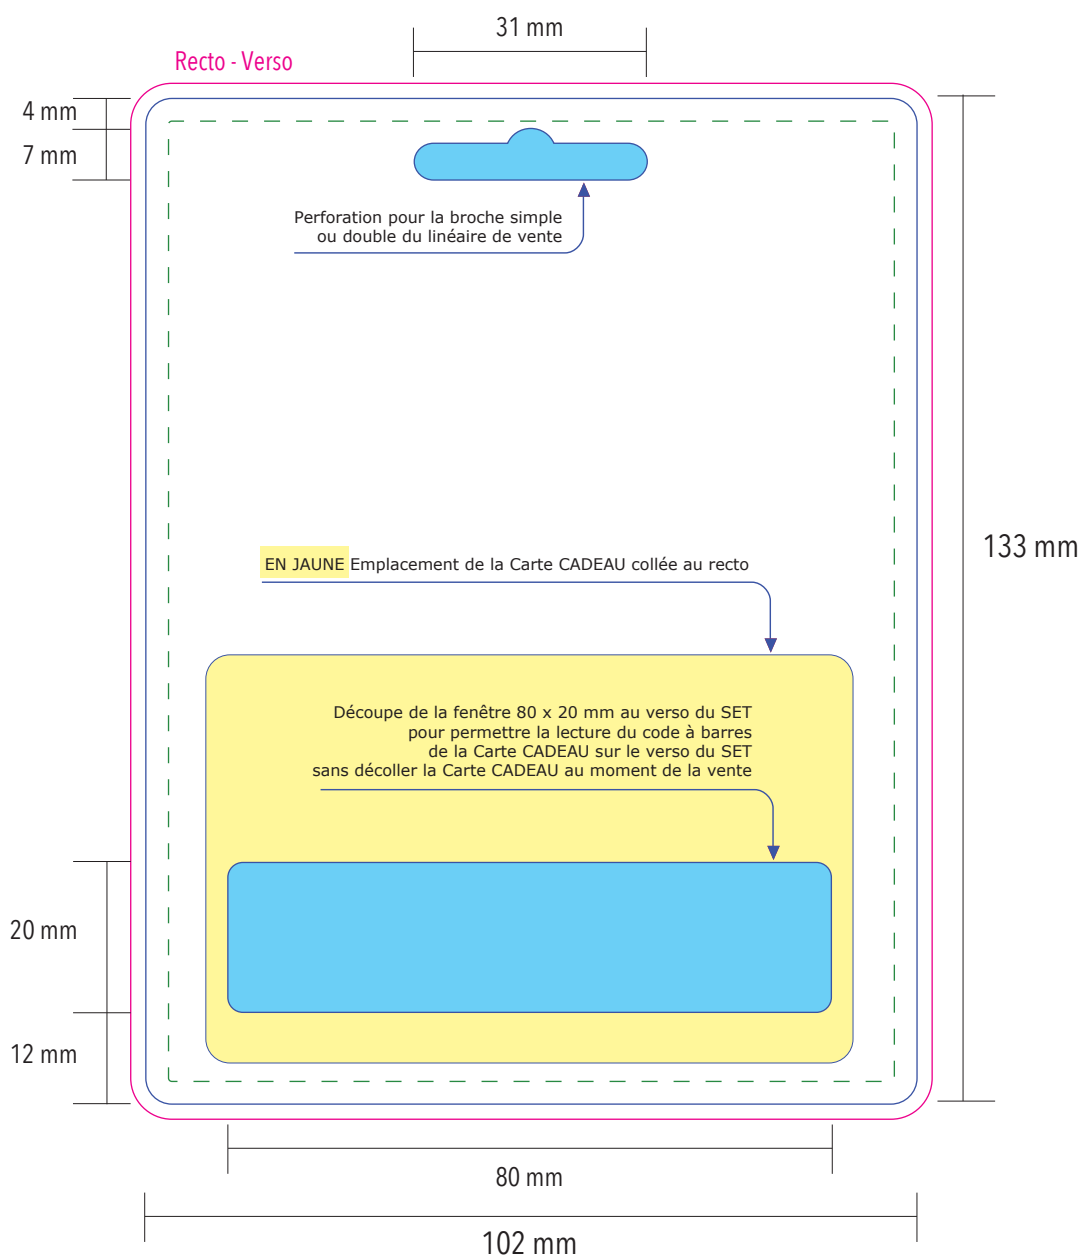 31 mm
Recto - Verso
4 mm
7 mm
Perforation pour la broche simple
ou double du linéaire de vente
133 mm
EN JAUNE Emplacement de la Carte CADEAU collée au recto
Découpe de la fenêtre 80 x 20 mm au verso du SET
pour permettre la lecture du code à barres
de la Carte CADEAU sur le verso du SET
sans décoller la Carte CADEAU au moment de la vente
20 mm
12 mm
80 mm
102 mm